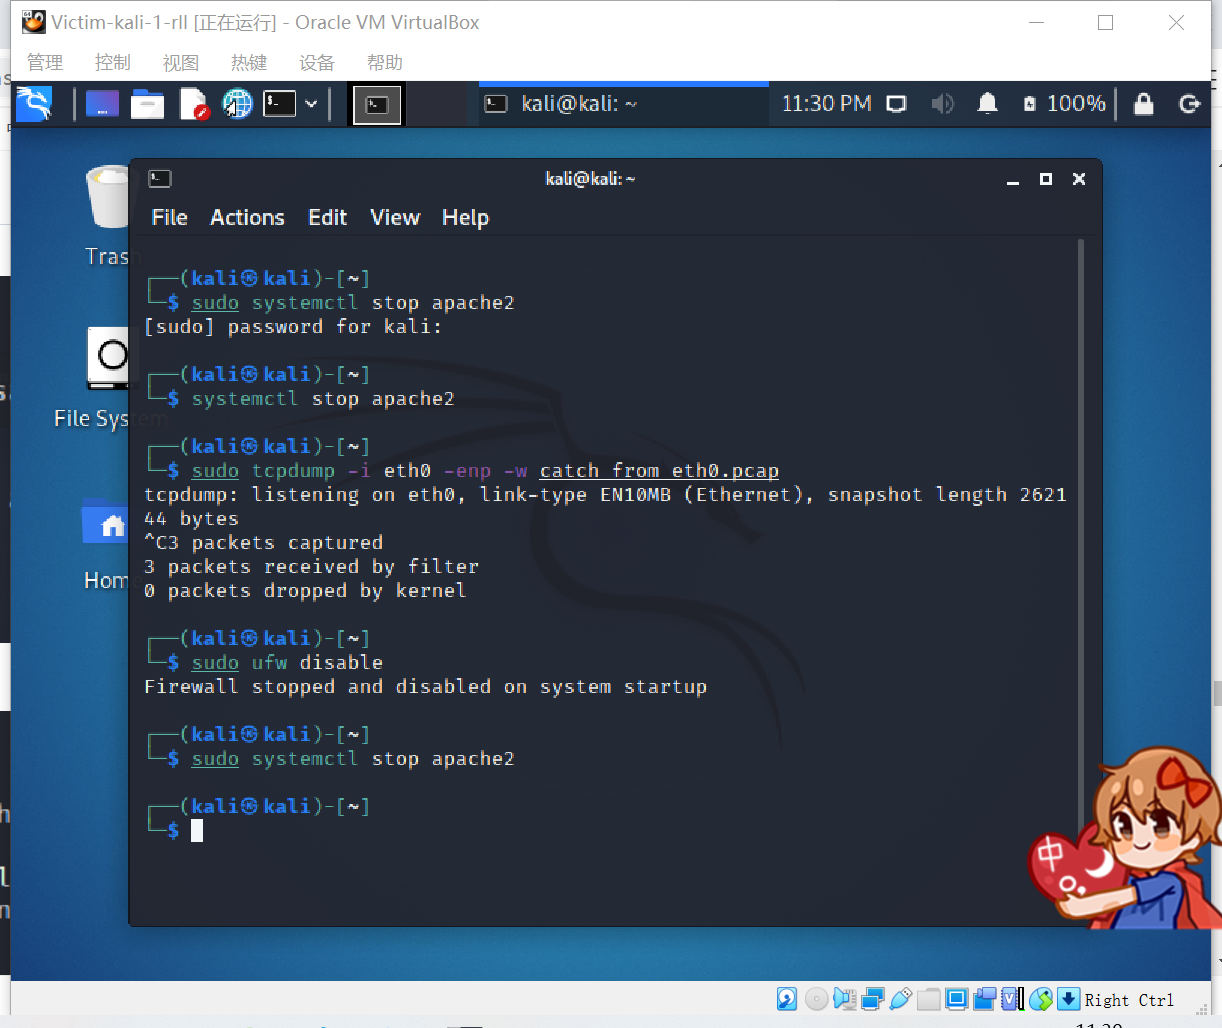 Victim-kali-1-rll [正在运行] - Oracle VM VirtualBox
管理 控制 视图 热键 设备 帮助
kali@kali: ~ 11:30 PM 100%
kali@kali: ~
File Actions Edit View Help
Trash
File System
Home
┌──(kali㉿kali)-[~]
└─$ sudo systemctl stop apache2
[sudo] password for kali:
┌──(kali㉿kali)-[~]
└─$ systemctl stop apache2
┌──(kali㉿kali)-[~]
└─$ sudo tcpdump -i eth0 -enp -w catch_from_eth0.pcap
tcpdump: listening on eth0, link-type EN10MB (Ethernet), snapshot length 2621
44 bytes
^C3 packets captured
3 packets received by filter
0 packets dropped by kernel
┌──(kali㉿kali)-[~]
└─$ sudo ufw disable
Firewall stopped and disabled on system startup
┌──(kali㉿kali)-[~]
└─$ sudo systemctl stop apache2
┌──(kali㉿kali)-[~]
└─$
中
Right Ctrl